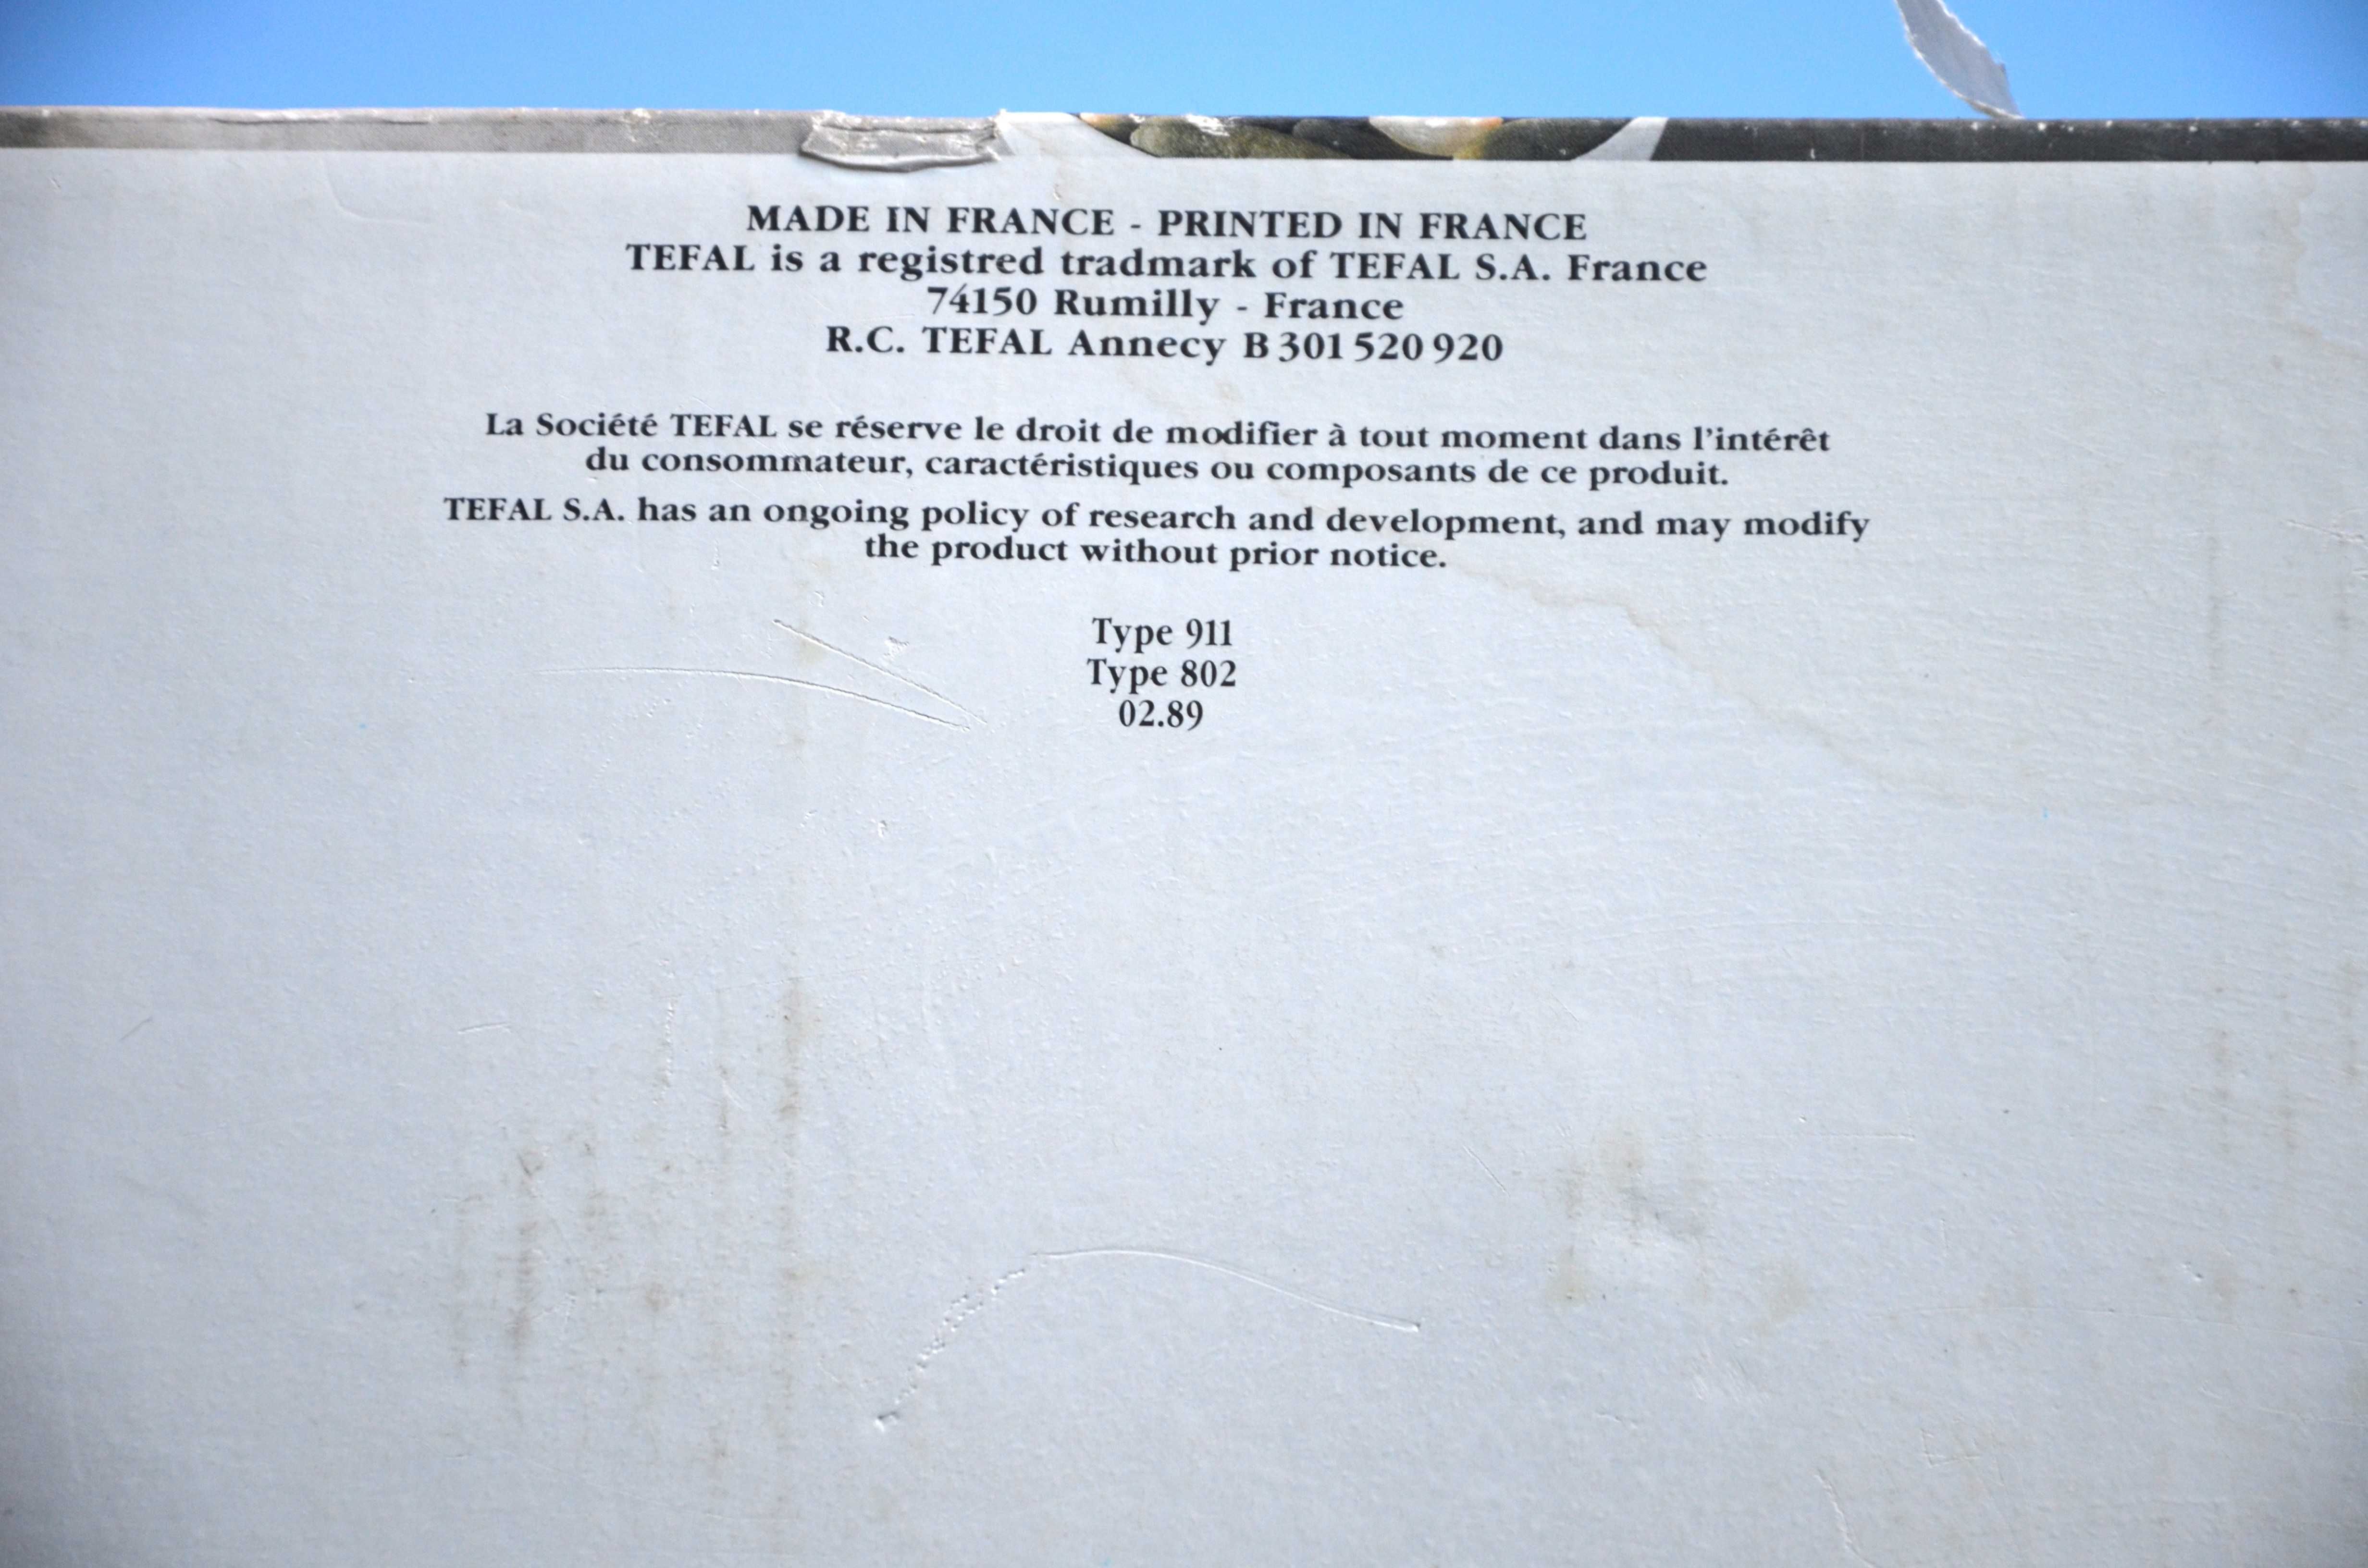 MADE IN FRANCE - PRINTED IN FRANCE
TEFAL is a registred tradmark of TEFAL S.A. France
74150 Rumilly - France
R.C. TEFAL Annecy B 301 520 920
La Société TEFAL se réserve le droit de modifier à tout moment dans l'intérêt
du consommateur, caractéristiques ou composants de ce produit.
TEFAL S.A. has an ongoing policy of research and development, and may modify
the product without prior notice.
Type 911
Type 802
02.89